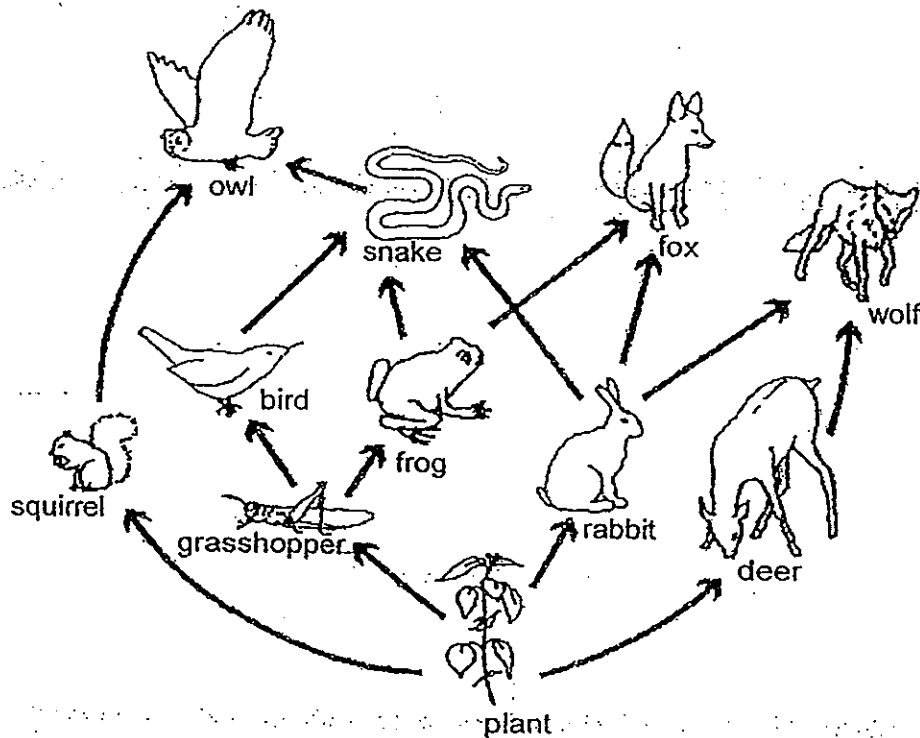 owl
snake
fox
wolf
bird
frog
squirrel
grasshopper
rabbit
deer
plant